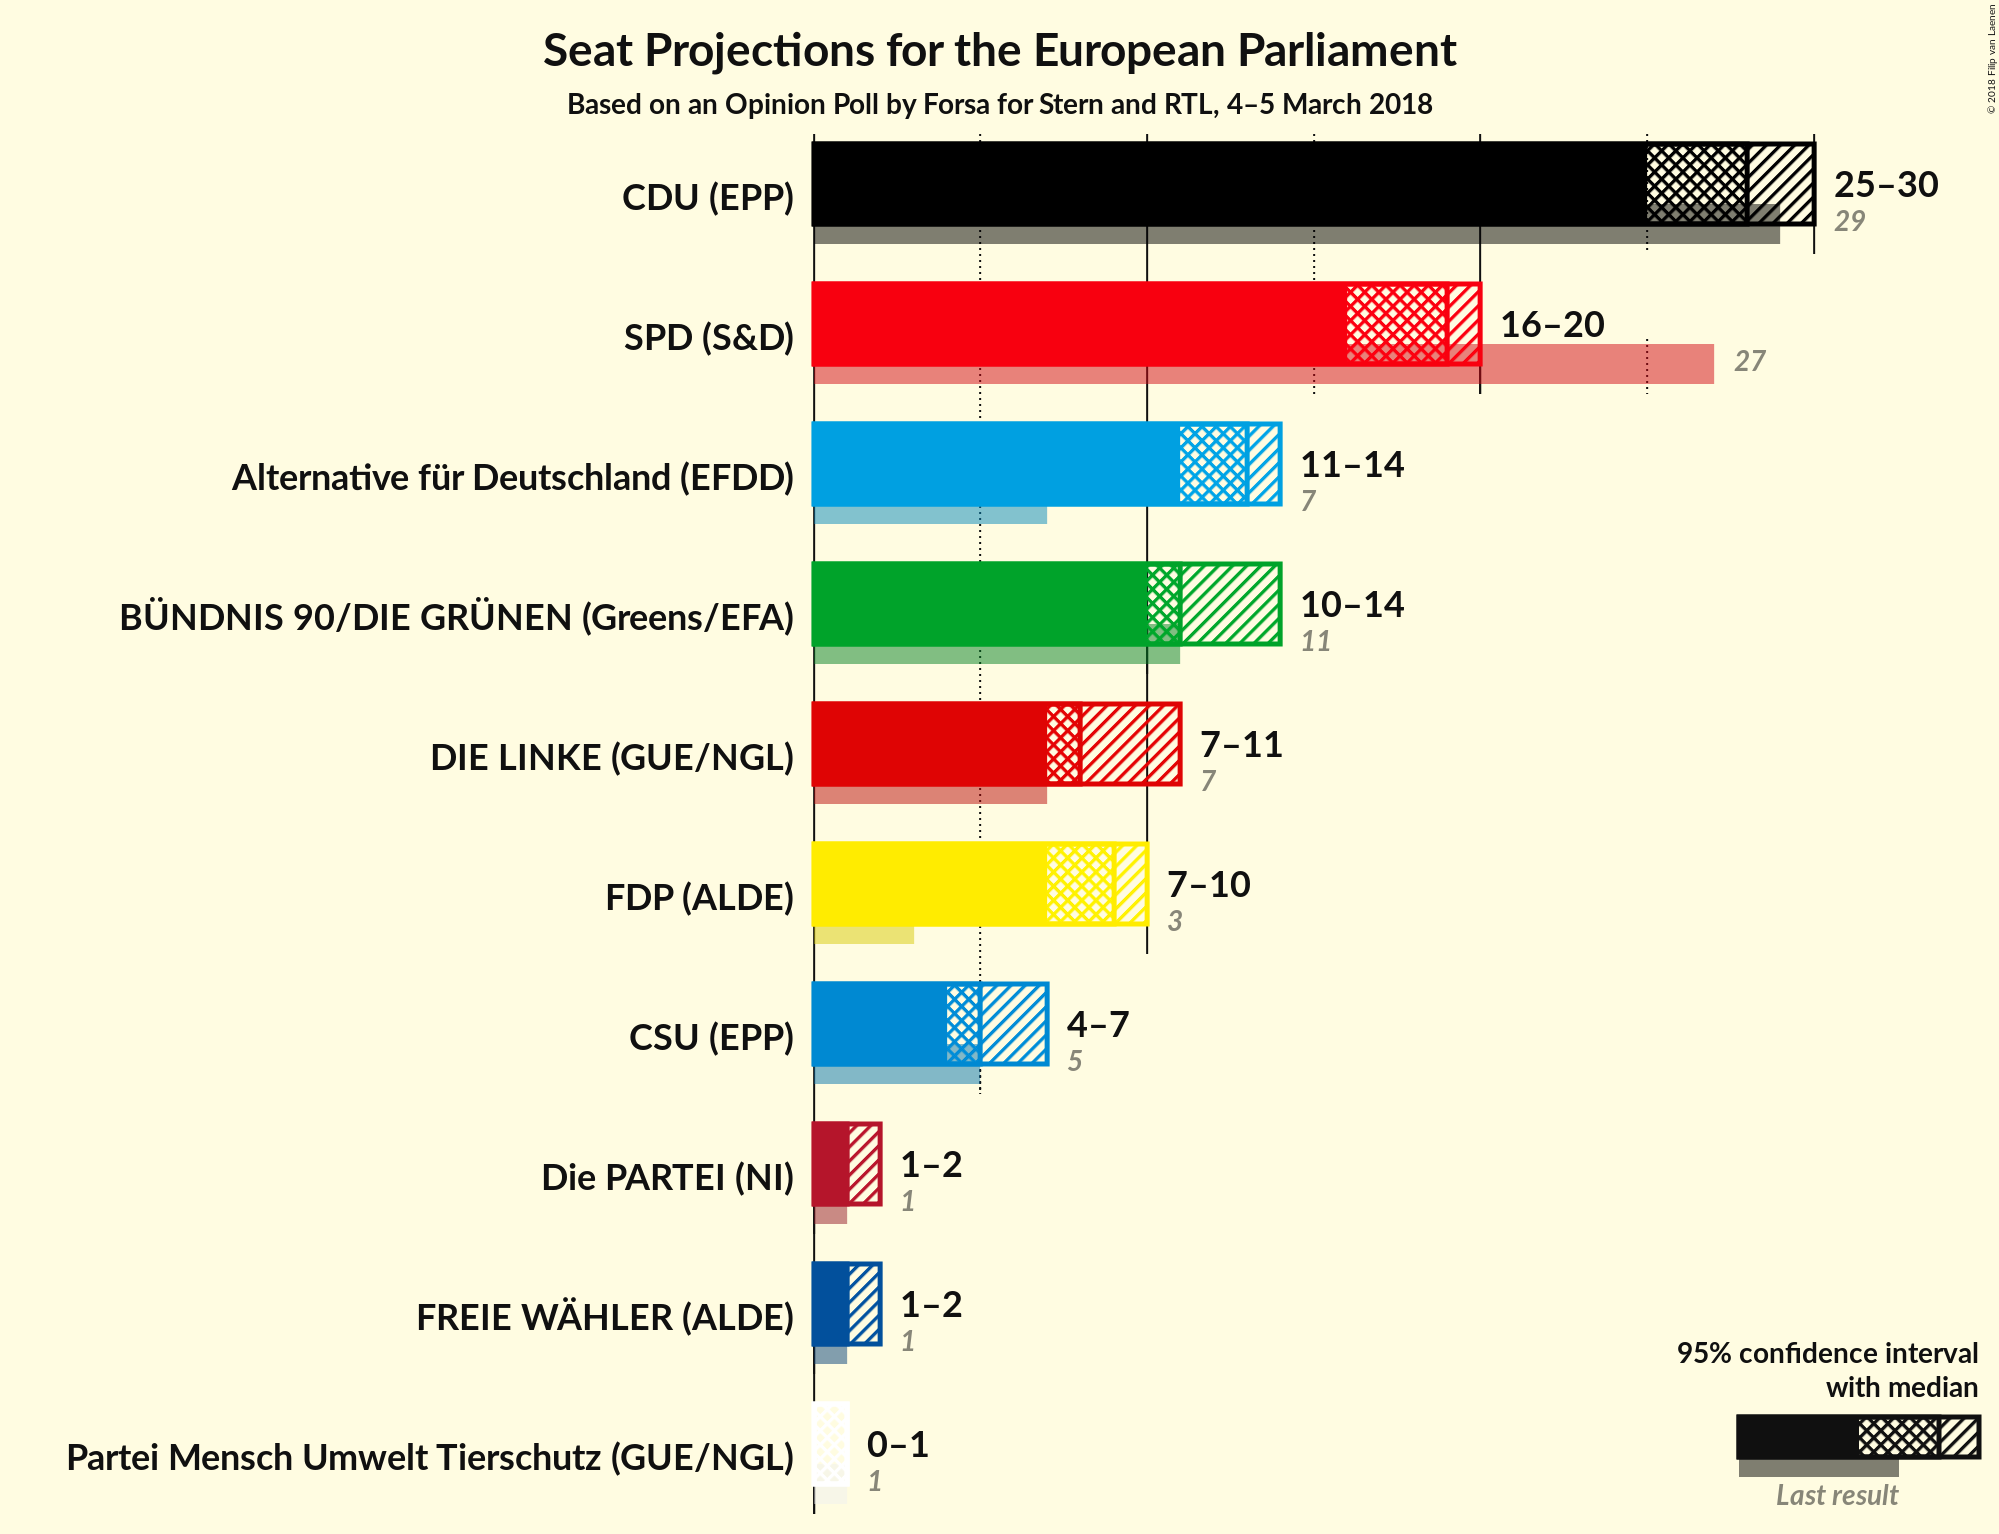 Seat Projections for the European Parliament
Based on an Opinion Poll by Forsa for Stern and RTL, 4–5 March 2018
© 2018 Filip van Laenen
CDU (EPP)
25–30
29
SPD (S&D)
16–20
27
Alternative für Deutschland (EFDD)
11–14
7
BÜNDNIS 90/DIE GRÜNEN (Greens/EFA)
10–14
11
DIE LINKE (GUE/NGL)
7–11
7
FDP (ALDE)
7–10
3
CSU (EPP)
4–7
5
Die PARTEI (NI)
1–2
1
FREIE WÄHLER (ALDE)
1–2
1
Partei Mensch Umwelt Tierschutz (GUE/NGL)
0–1
1
95% confidence interval
with median
Last result